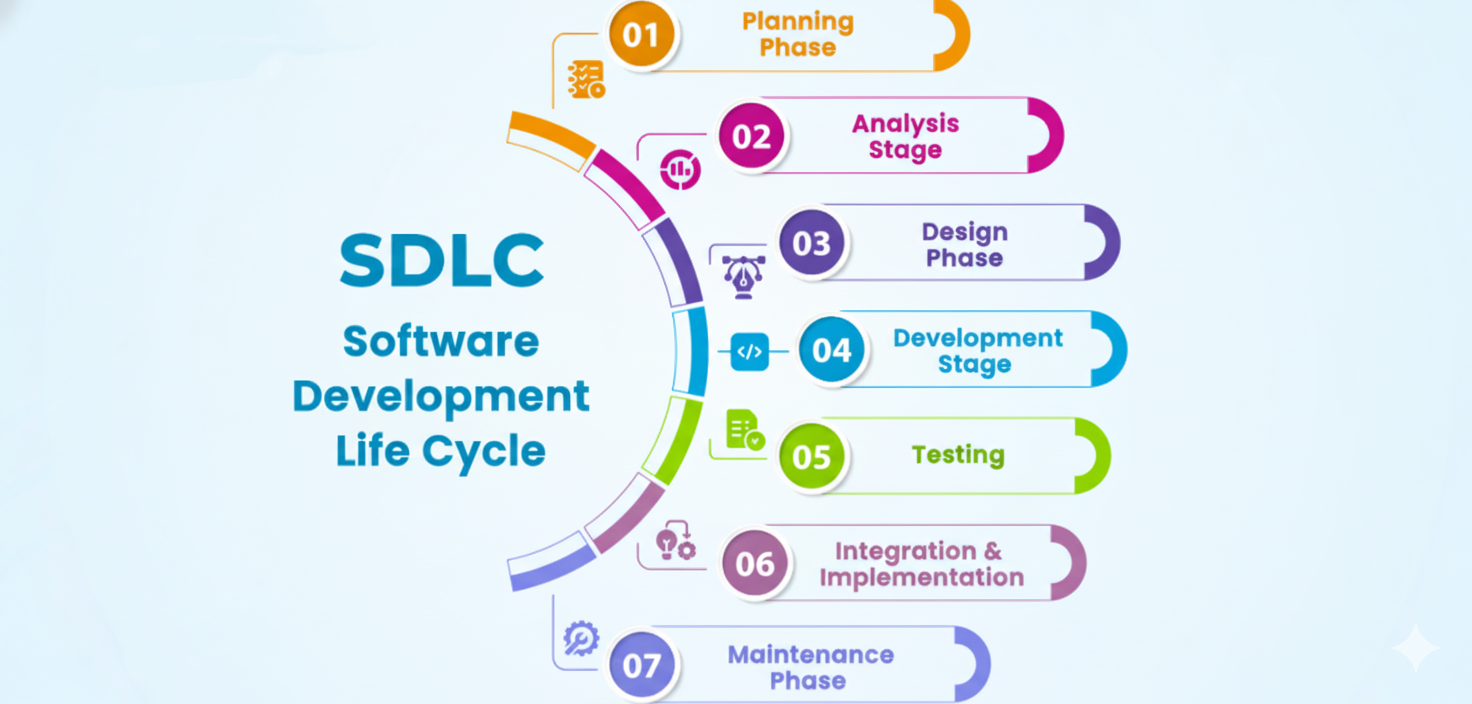 SDLC
Software
Development
Life Cycle
01
Planning
Phase
02
Analysis
Stage
03
Design
Phase
</>
04
Development
Stage
05
Testing
06
Integration &
Implementation
07
Maintenance
Phase